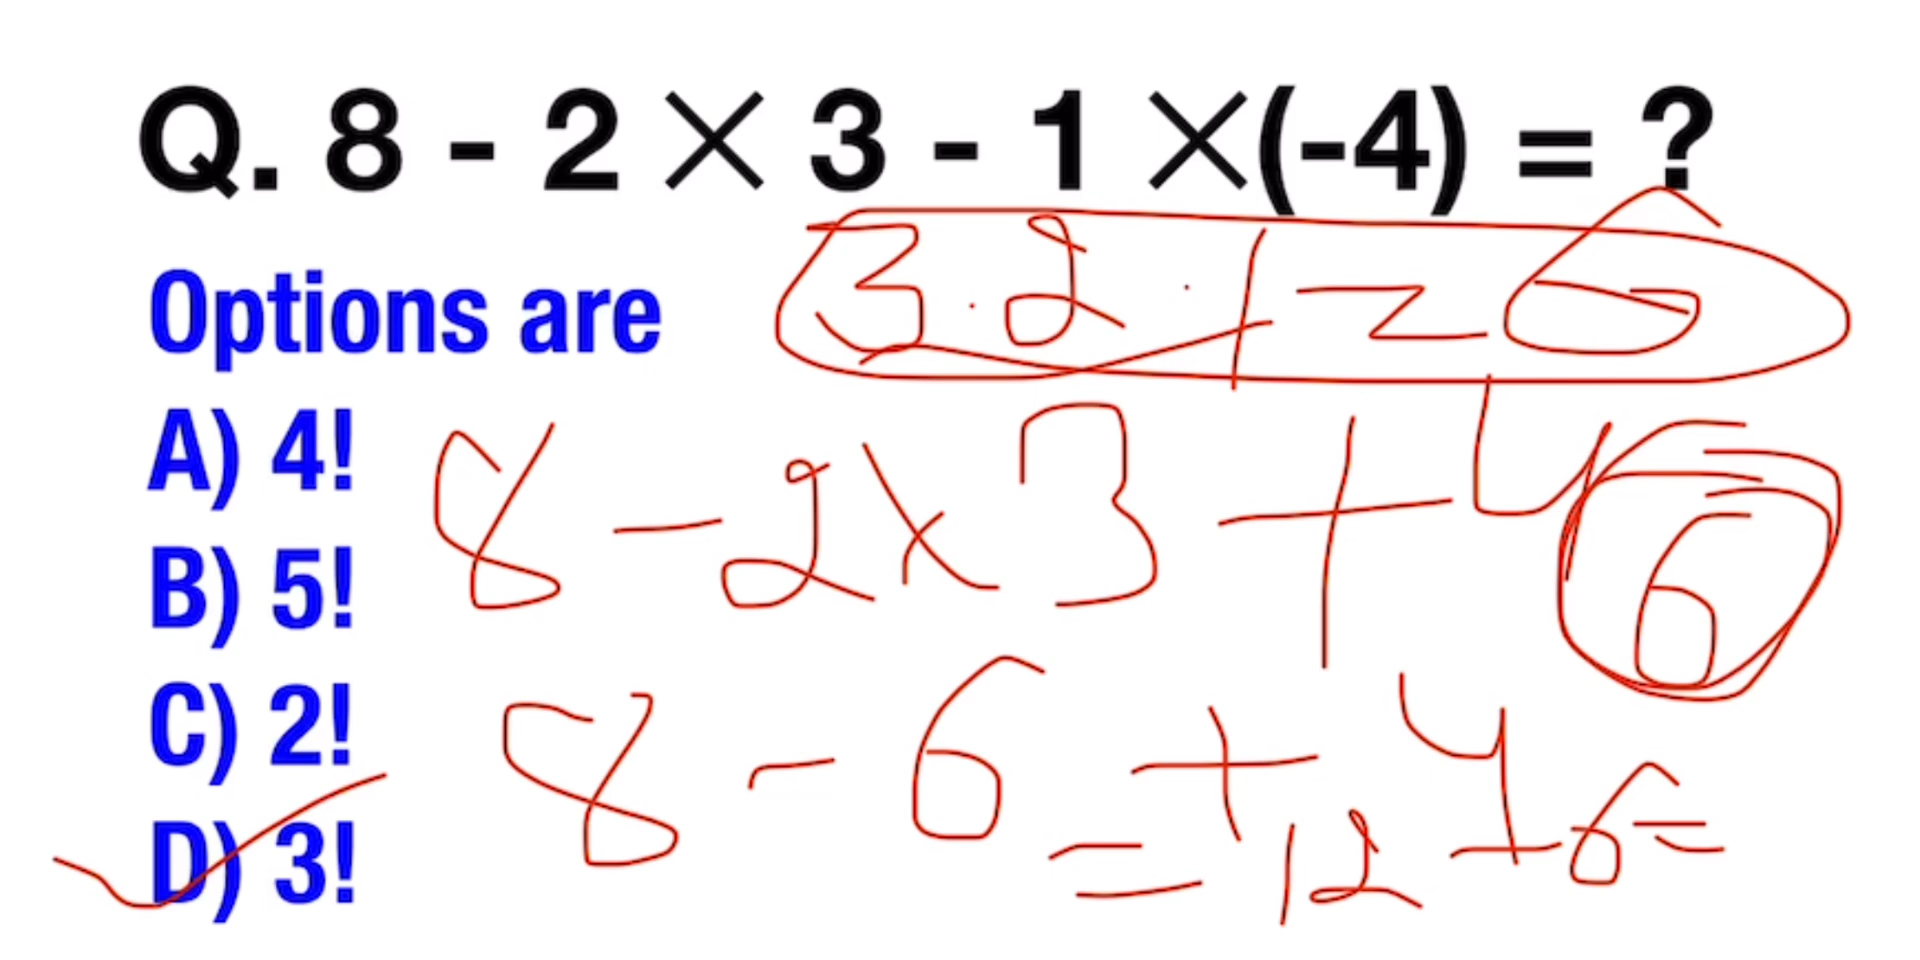 Q. 8 - 2 × 3 - 1 ×(-4) = ?
Options are
3 . 2 . 1 = 6
A) 4!
8 - 2 x 3 + 4
B) 5!
6
C) 2!
8 - 6 + 4
D) 3!
= 12 - 6 =